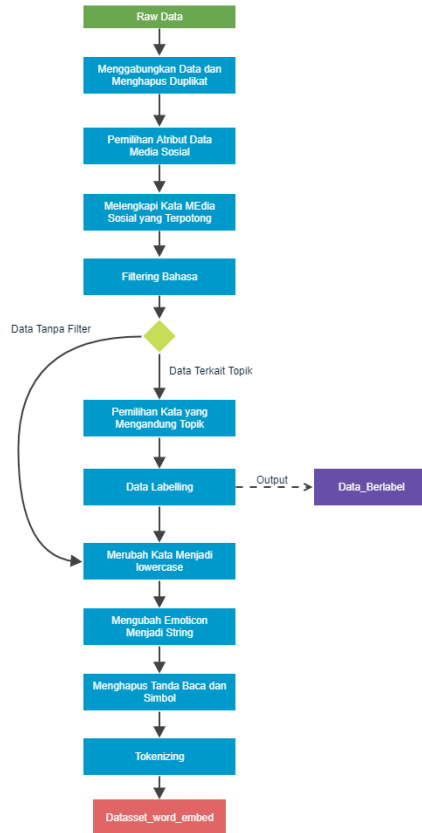 Raw Data
Menggabungkan Data dan
Menghapus Duplikat
Pemilihan Atribut Data
Media Sosial
Melengkapi Kata MEdia
Sosial yang Terpotong
Filtering Bahasa
Data Tanpa Filter
Data Terkait Topik
Pemilihan Kata yang
Mengandung Topik
Data Labelling
Output
Data_Berlabel
Merubah Kata Menjadi
lowercase
Mengubah Emoticon
Menjadi String
Menghapus Tanda Baca dan
Simbol
Tokenizing
Datasset_word_embed